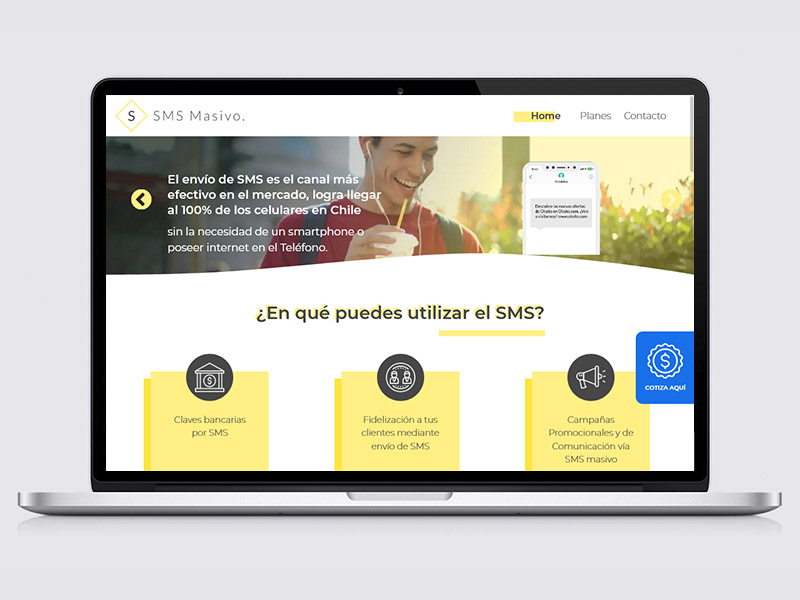 S
SMS Masivo.
Home
Planes
Contacto
El envío de SMS es el canal más
efectivo en el mercado, logra llegar
al 100% de los celulares en Chile
sin la necesidad de un smartphone o
poseer internet en el Teléfono.
¿En qué puedes utilizar el SMS?
Claves bancarias
por SMS
Fidelización a tus
clientes mediante
envío de SMS
Campañas
Promocionales y de
Comunicación vía
SMS masivo
COTIZA AQUÍ